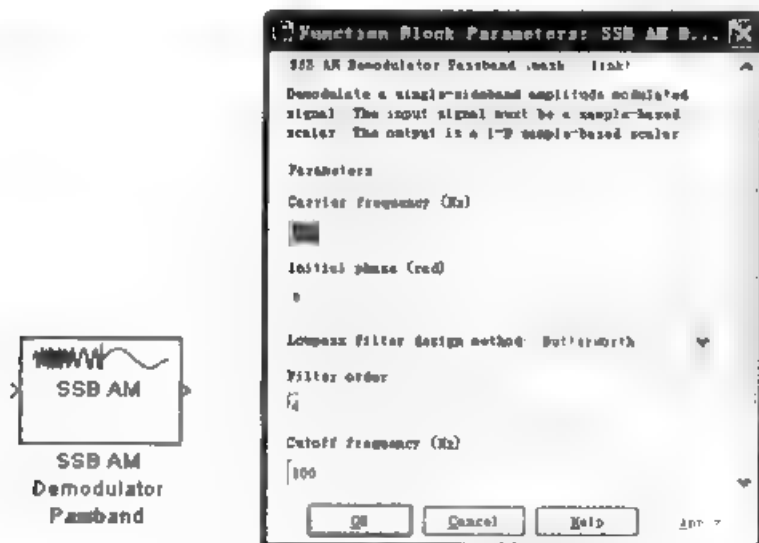 Function Block Parameters: SSB AM D...
SSB AM Demodulator Passband (mask) (link)
Demodulate a single-sideband amplitude modulated
signal. The input signal must be a sample-based
scalar. The output is a 1-D sample-based scalar.
Parameters
Carrier frequency (Hz)
Initial phase (rad)
0
Lowpass filter design method: Butterworth
Filter order
4
Cutoff frequency (Hz)
100
OK Cancel Help Apply
SSB AM
SSB AM
Demodulator
Passband